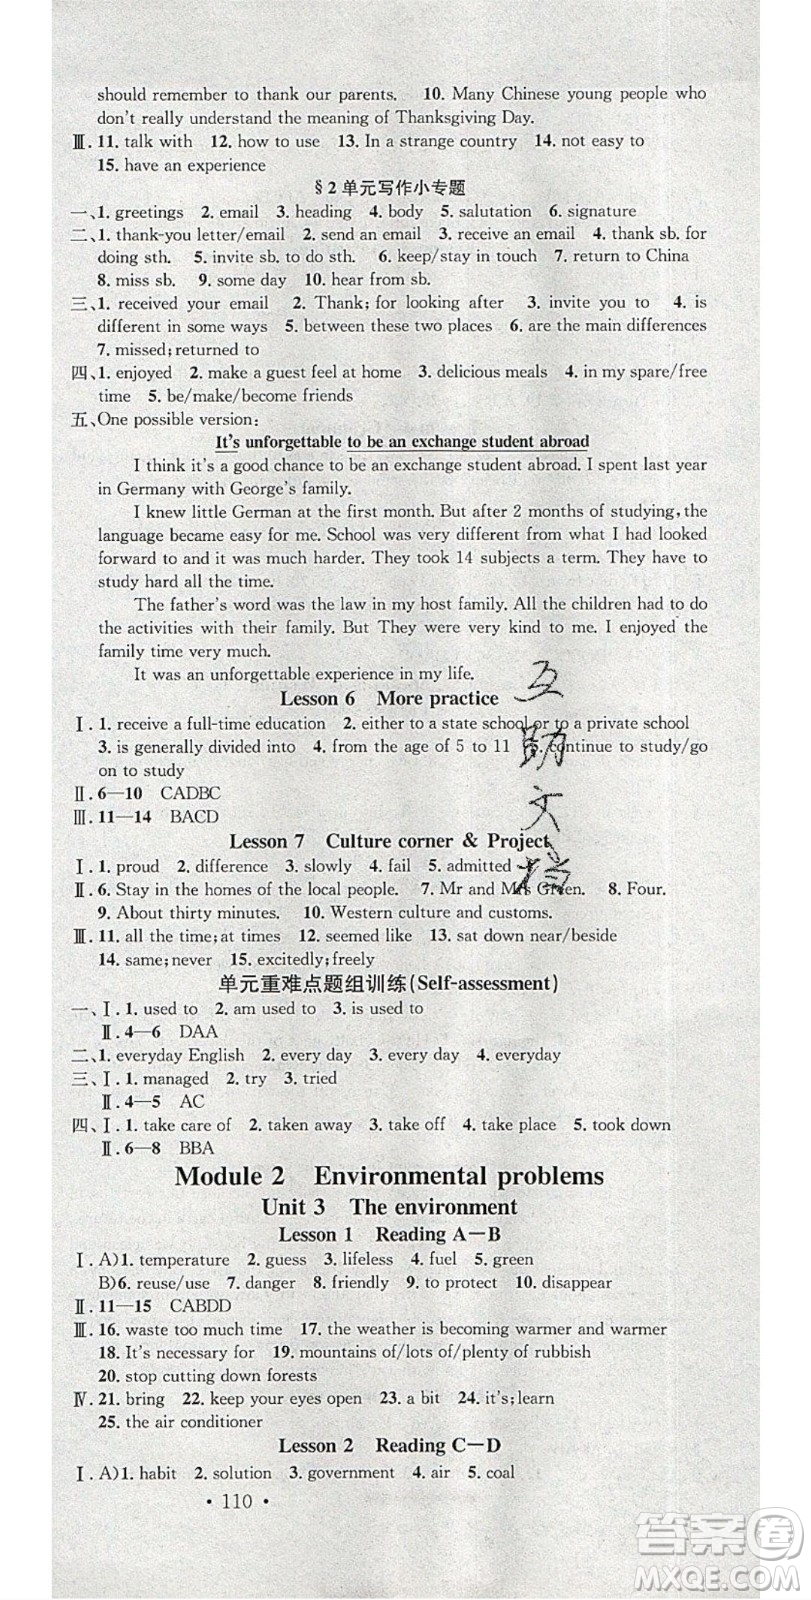 should remember to thank our parents. 10. Many Chinese young people who
don't really understand the meaning of Thanksgiving Day.
Ⅲ. 11. talk with 12. how to use 13. In a strange country 14. not easy to
15. have an experience
§2单元写作小专题
一、1. greetings 2. email 3. heading 4. body 5. salutation 6. signature
二、1. thank-you letter/email 2. send an email 3. receive an email 4. thank sb. for
doing sth. 5. invite sb. to do sth. 6. keep/stay in touch 7. return to China
8. miss sb. 9. some day 10. hear from sb.
三、1. received your email 2. Thank; for looking after 3. invite you to 4. is
different in some ways 5. between these two places 6. are the main differences
7. missed; returned to
四、1. enjoyed 2. make a guest feel at home 3. delicious meals 4. in my spare/free
time 5. be/make/become friends
五、One possible version:
It's unforgettable to be an exchange student abroad
I think it's a good chance to be an exchange student abroad. I spent last year
in Germany with George's family.
I knew little German at the first month. But after 2 months of studying, the
language became easy for me. School was very different from what I had looked
forward to and it was much harder. They took 14 subjects a term. They have to
study hard all the time.
The father's word was the law in my host family. All the children had to do
the activities with their family. But They were very kind to me. I enjoyed the
family time very much.
It was an unforgettable experience in my life.
Lesson 6 More practice
Ⅰ. 1. receive a full-time education 2. either to a state school or to a private school
3. is generally divided into 4. from the age of 5 to 11 5. continue to study/go
on to study
Ⅱ. 6—10 CADBC
Ⅲ. 11—14 BACD
Lesson 7 Culture corner & Project
Ⅰ. 1. proud 2. difference 3. slowly 4. fail 5. admitted
Ⅱ. 6. Stay in the homes of the local people. 7. Mr and Mrs Green. 8. Four.
9. About thirty minutes. 10. Western culture and customs.
Ⅲ. 11. all the time; at times 12. seemed like 13. sat down near/beside
14. same; never 15. excitedly; freely
单元重难点题组训练(Self-assessment)
一、Ⅰ. 1. used to 2. am used to 3. is used to
Ⅱ. 4—6 DAA
二、1. everyday English 2. every day 3. every day 4. everyday
三、Ⅰ. 1. managed 2. try 3. tried
Ⅱ. 4—5 AC
四、Ⅰ. 1. take care of 2. taken away 3. take off 4. take place 5. took down
Ⅱ. 6—8 BBA
Module 2 Environmental problems
Unit 3 The environment
Lesson 1 Reading A—B
Ⅰ. A)1. temperature 2. guess 3. lifeless 4. fuel 5. green
B)6. reuse/use 7. danger 8. friendly 9. to protect 10. disappear
Ⅱ. 11—15 CABDD
Ⅲ. 16. waste too much time 17. the weather is becoming warmer and warmer
18. It's necessary for 19. mountains of/lots of/plenty of rubbish
20. stop cutting down forests
Ⅳ. 21. bring 22. keep your eyes open 23. a bit 24. it's; learn
25. the air conditioner
Lesson 2 Reading C—D
Ⅰ. A)1. habit 2. solution 3. government 4. air 5. coal
· 110 ·
互
助
文
档
答案圈
MXQE.COM